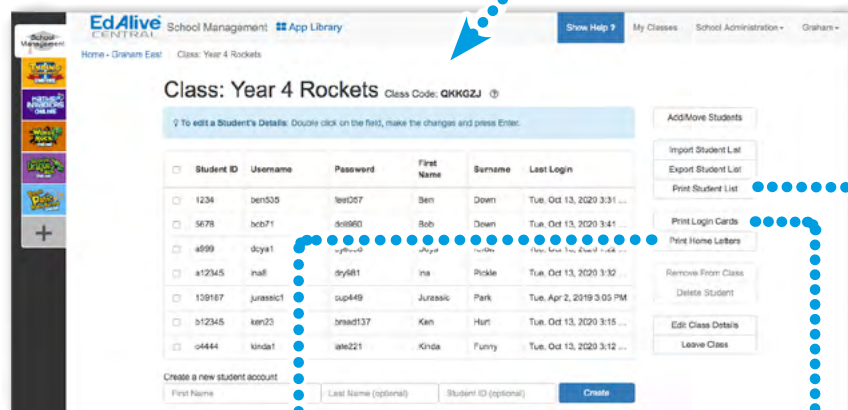 EdAlive CENTRAL School Management App Library Show Help ? My Classes School Administration Graham
School Management
Home - Graham East Class: Year 4 Rockets
Class: Year 4 Rockets Class Code: QKKGZJ
To edit a Student's Details: Double click on the field, make the changes and press Enter.
Student ID Username Password First Name Surname Last Login
1234 ben535 Ben Down Tue, Oct 13, 2020 3:31 ...
5678 bob71 doll960 Bob Down Tue, Oct 13, 2020 3:41 ...
a999 doya1
a12345 ina8 dry981 Ina Pickle Tue, Oct 13, 2020 3:32 ...
139187 jurassic1 cup449 Jurassic Park Tue, Apr 2, 2019 3:05 PM
b12345 ken23 bread137 Ken Hurt Tue, Oct 13, 2020 3:15 ...
o4444 kinda1 late221 Kinda Funny Tue, Oct 13, 2020 3:12 ...
Create a new student account
First Name Last Name (optional) Student ID (optional) Create
Add/Move Students
Import Student List
Export Student List
Print Student List
Print Login Cards
Print Home Letters
Remove From Class
Delete Student
Edit Class Details
Leave Class